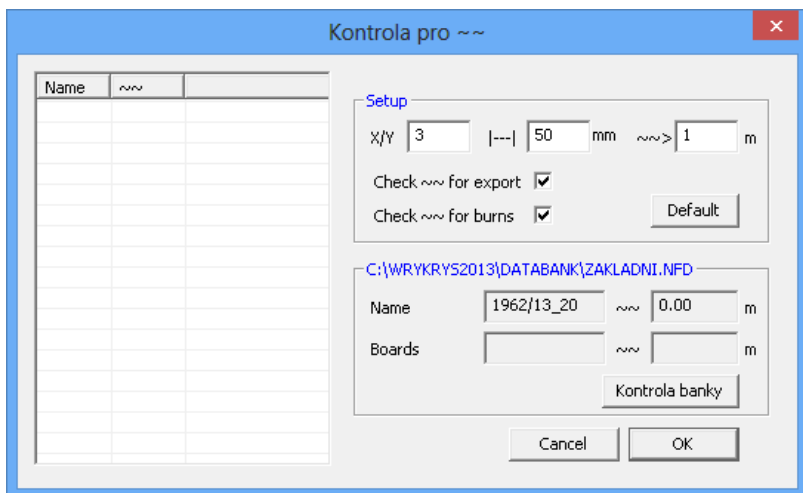 Kontrola pro ~~
Name ~~
Setup
X/Y 3 |---| 50 mm ~~> 1 m
Check ~~ for export
Check ~~ for burns
Default
C:\WRYKRYS2013\DATABANK\ZAKLADNI.NFD
Name 1962/13_20 ~~ 0.00 m
Boards ~~ m
Kontrola banky
Cancel OK